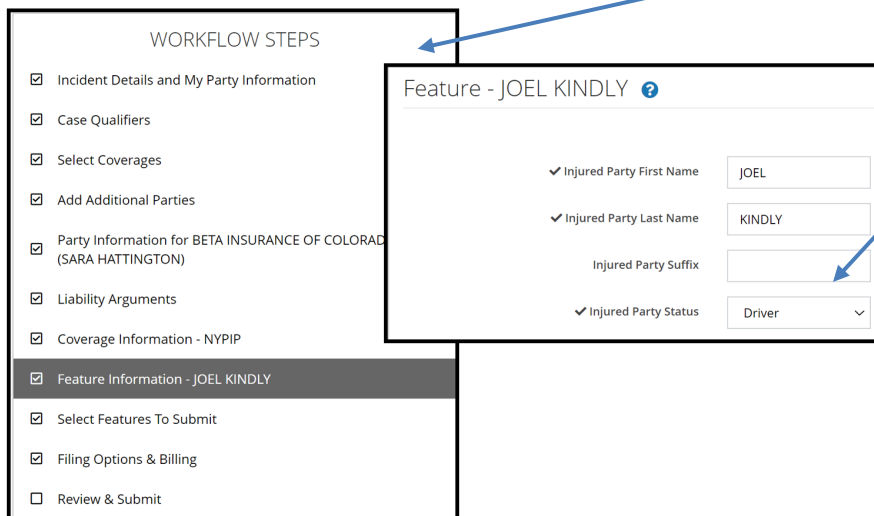 WORKFLOW STEPS
Incident Details and My Party Information
Case Qualifiers
Select Coverages
Add Additional Parties
Party Information for BETA INSURANCE OF COLORAD
(SARA HATTINGTON)
Liability Arguments
Coverage Information - NYPIP
Feature Information - JOEL KINDLY
Select Features To Submit
Filing Options & Billing
Review & Submit
Feature - JOEL KINDLY ?
Injured Party First Name JOEL
Injured Party Last Name KINDLY
Injured Party Suffix
Injured Party Status Driver